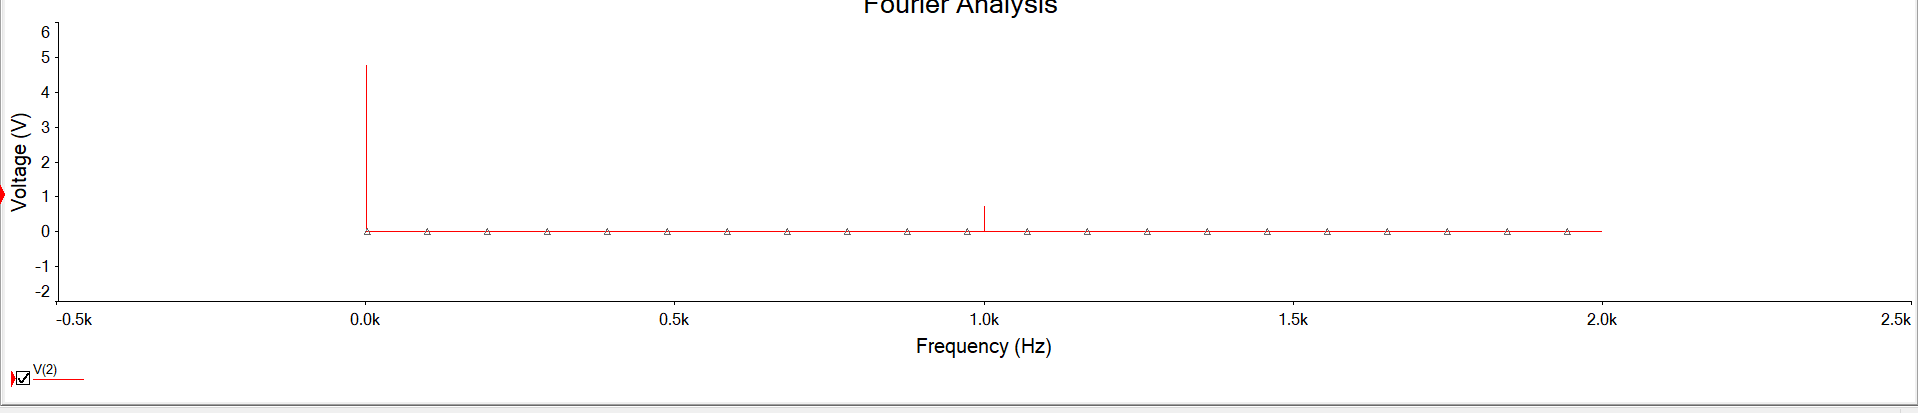 Fourier Analysis
6
5
4
3
2
1
0
-1
-2
Voltage (V)
-0.5k 0.0k 0.5k 1.0k 1.5k 2.0k 2.5k
Frequency (Hz)
V(2)